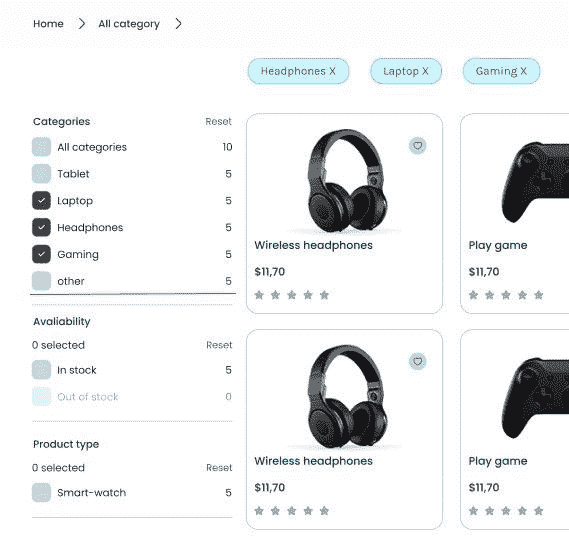 Home > All category >
Headphones X Laptop X Gaming X
Categories Reset
All categories 10
Tablet 5
Laptop 5
Headphones 5
Gaming 5
other 5
Avaliability
0 selected Reset
In stock 5
Out of stock 0
Product type
0 selected Reset
Smart-watch 5
Wireless headphones
$11,70
Play game
$11,70
Wireless headphones
$11,70
Play game
$11,70